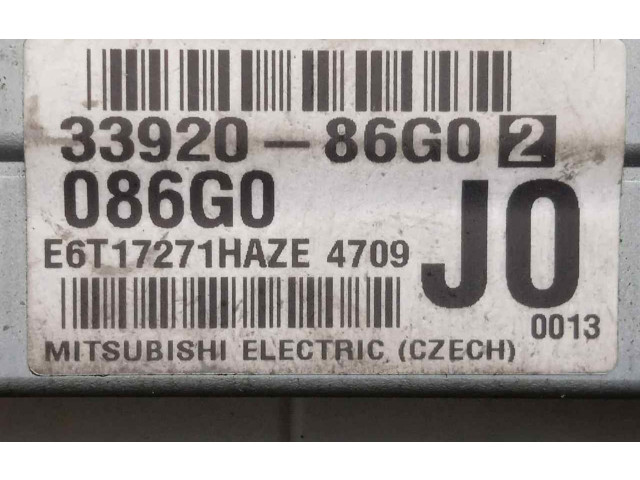 33920-86G0 2
086G0
J0
E6T17271HAZE 4709
0013
MITSUBISHI ELECTRIC (CZECH)